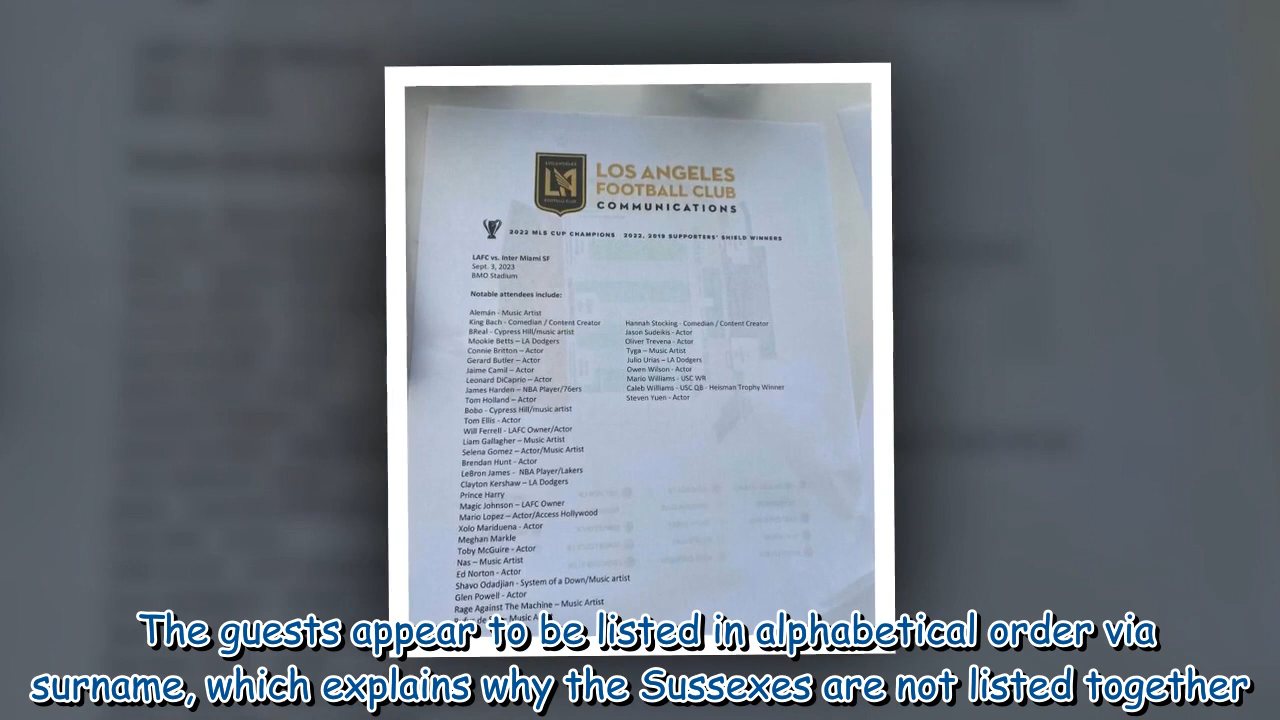 LOS ANGELES
FOOTBALL CLUB
LA
LOS ANGELES
FOOTBALL CLUB
COMMUNICATIONS
2022 MLS CUP CHAMPIONS 2022, 2019 SUPPORTERS' SHIELD WINNERS
LAFC vs. Inter Miami SF
Sept. 3, 2023
BMO Stadium
Notable attendees include:
Alemán - Music Artist
King Bach - Comedian / Content Creator
BReal - Cypress Hill/music artist
Mookie Betts – LA Dodgers
Connie Britton – Actor
Gerard Butler – Actor
Jaime Camil – Actor
Leonard DiCaprio – Actor
James Harden – NBA Player/76ers
Tom Holland – Actor
Bobo - Cypress Hill/music artist
Tom Ellis - Actor
Will Ferrell - LAFC Owner/Actor
Liam Gallagher – Music Artist
Selena Gomez – Actor/Music Artist
Brendan Hunt - Actor
LeBron James - NBA Player/Lakers
Clayton Kershaw – LA Dodgers
Prince Harry
Magic Johnson – LAFC Owner
Mario Lopez – Actor/Access Hollywood
Xolo Mariduena - Actor
Meghan Markle
Toby McGuire - Actor
Nas – Music Artist
Ed Norton - Actor
Shavo Odadjian - System of a Down/Music artist
Glen Powell - Actor
Rage Against The Machine – Music Artist
Hannah Stocking - Comedian / Content Creator
Jason Sudeikis - Actor
Oliver Trevena - Actor
Tyga – Music Artist
Julio Urias – LA Dodgers
Owen Wilson - Actor
Mario Williams - USC WR
Caleb Williams - USC QB - Heisman Trophy Winner
Steven Yuen - Actor
The guests appear to be listed in alphabetical order via
surname, which explains why the Sussexes are not listed together